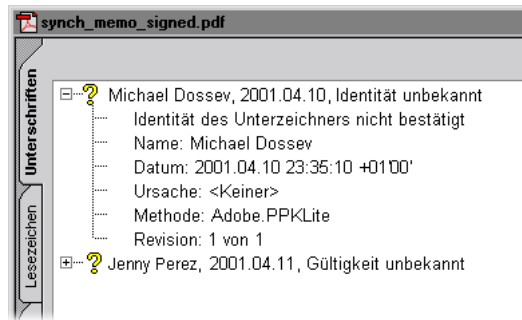 synch_memo_signed.pdf
Unterschriften
Lesezeichen
Michael Dossev, 2001.04.10, Identität unbekannt
Identität des Unterzeichners nicht bestätigt
Name: Michael Dossev
Datum: 2001.04.10 23:35:10 +01'00'
Ursache: <Keiner>
Methode: Adobe.PPKLite
Revision: 1 von 1
Jenny Perez, 2001.04.11, Gültigkeit unbekannt